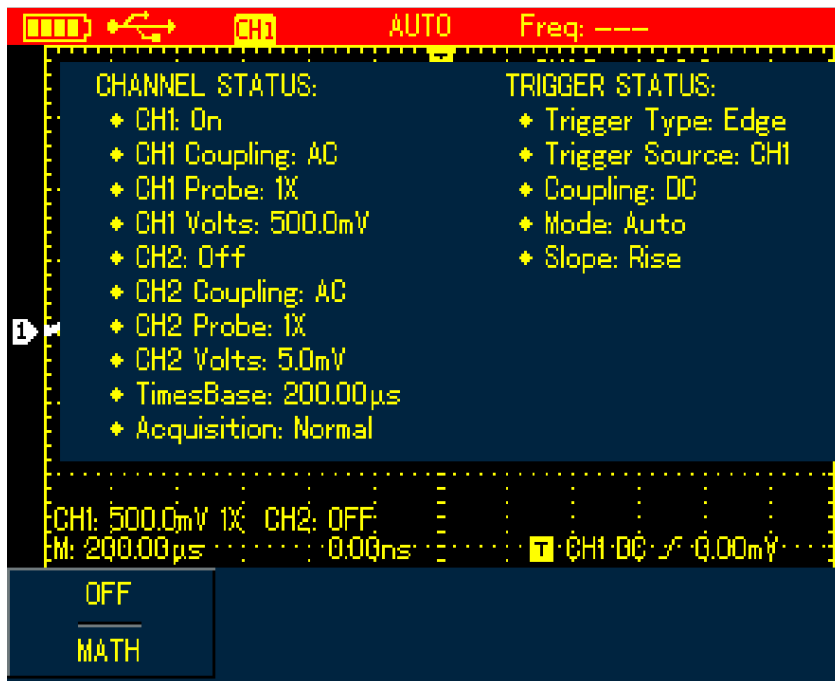 CH1 AUTO Freq: ---
T
CHANNEL STATUS:
CH1: On
CH1 Coupling: AC
CH1 Probe: 1X
CH1 Volts: 500.0mV
CH2: Off
CH2 Coupling: AC
CH2 Probe: 1X
CH2 Volts: 5.0mV
TimesBase: 200.00µs
Acquisition: Normal
TRIGGER STATUS:
Trigger Type: Edge
Trigger Source: CH1
Coupling: DC
Mode: Auto
Slope: Rise
1
CH1: 500.0mV 1X CH2: OFF
M: 200.00µs 0.00ns T CH1 DC 0.00mV
OFF
MATH